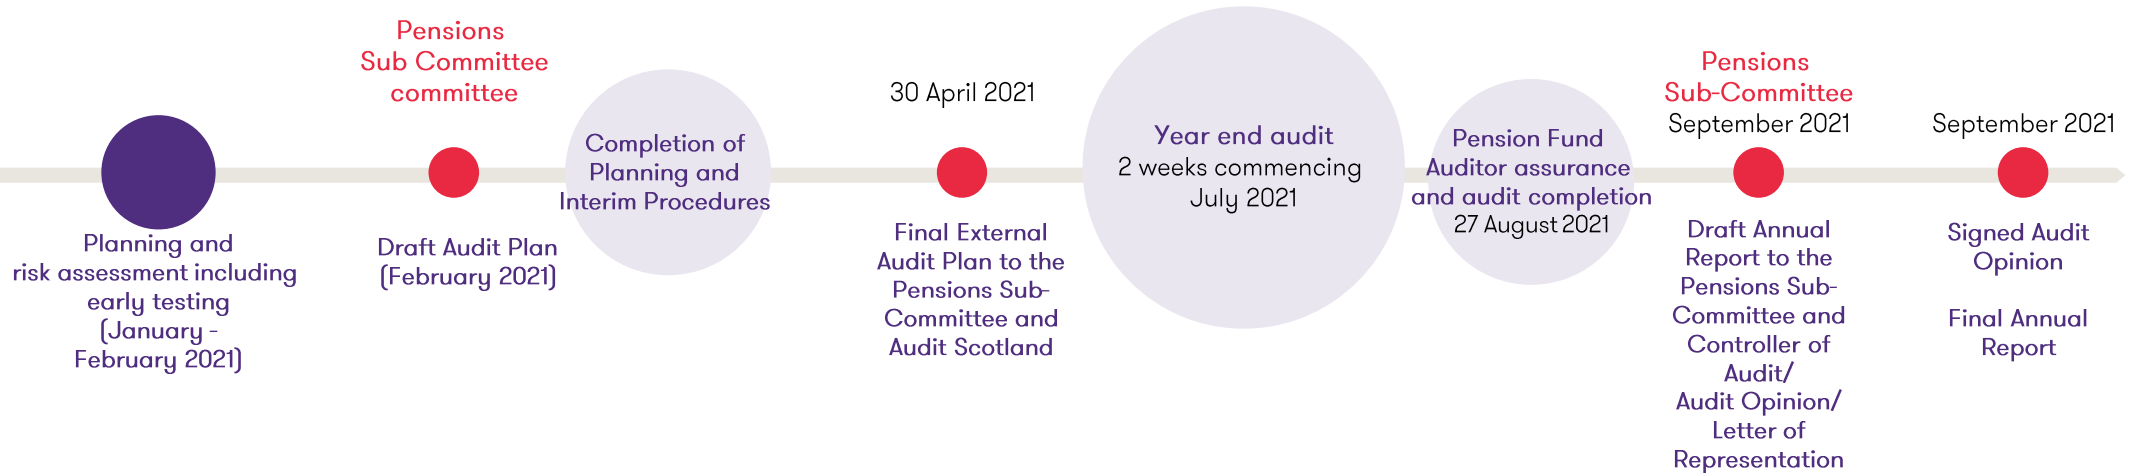 Planning and
risk assessment including
early testing
(January -
February 2021)
Pensions
Sub Committee
committee
Draft Audit Plan
(February 2021)
Completion of
Planning and
Interim Procedures
30 April 2021
Final External
Audit Plan to the
Pensions Sub-
Committee and
Audit Scotland
Year end audit
2 weeks commencing
July 2021
Pension Fund
Auditor assurance
and audit completion
27 August 2021
Pensions
Sub-Committee
September 2021
Draft Annual
Report to the
Pensions Sub-
Committee and
Controller of
Audit/
Audit Opinion/
Letter of
Representation
September 2021
Signed Audit
Opinion
Final Annual
Report